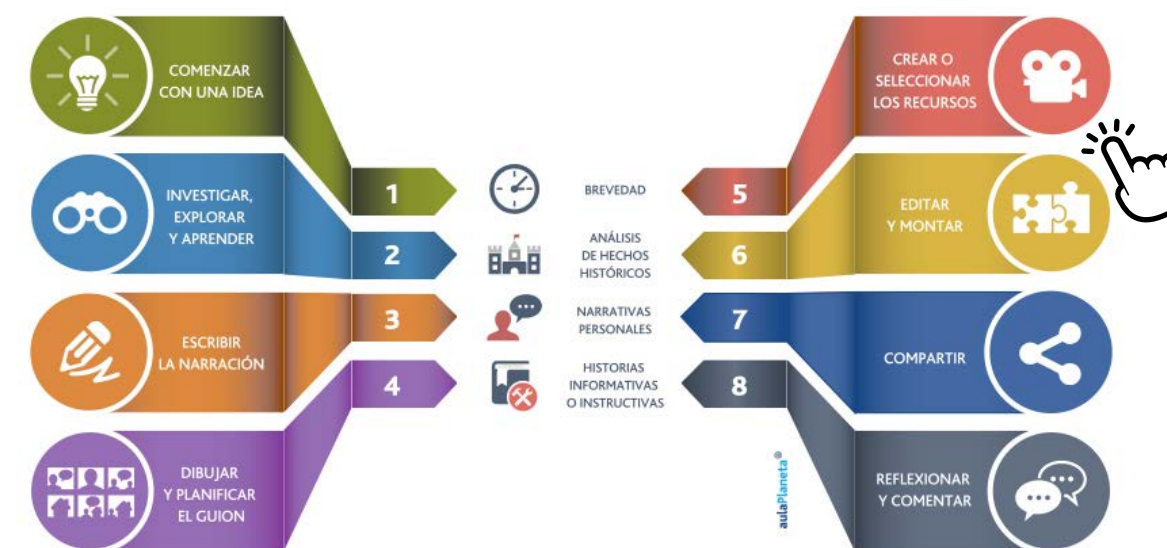 COMENZAR
CON UNA IDEA
1
INVESTIGAR,
EXPLORAR
Y APRENDER
2
ESCRIBIR
LA NARRACIÓN
3
DIBUJAR
Y PLANIFICAR
EL GUION
4
BREVEDAD
ANÁLISIS
DE HECHOS
HISTÓRICOS
NARRATIVAS
PERSONALES
HISTORIAS
INFORMATIVAS
O INSTRUCTIVAS
5
CREAR O
SELECCIONAR
LOS RECURSOS
6
EDITAR
Y MONTAR
7
COMPARTIR
8
REFLEXIONAR
Y COMENTAR
aulaPlaneta®